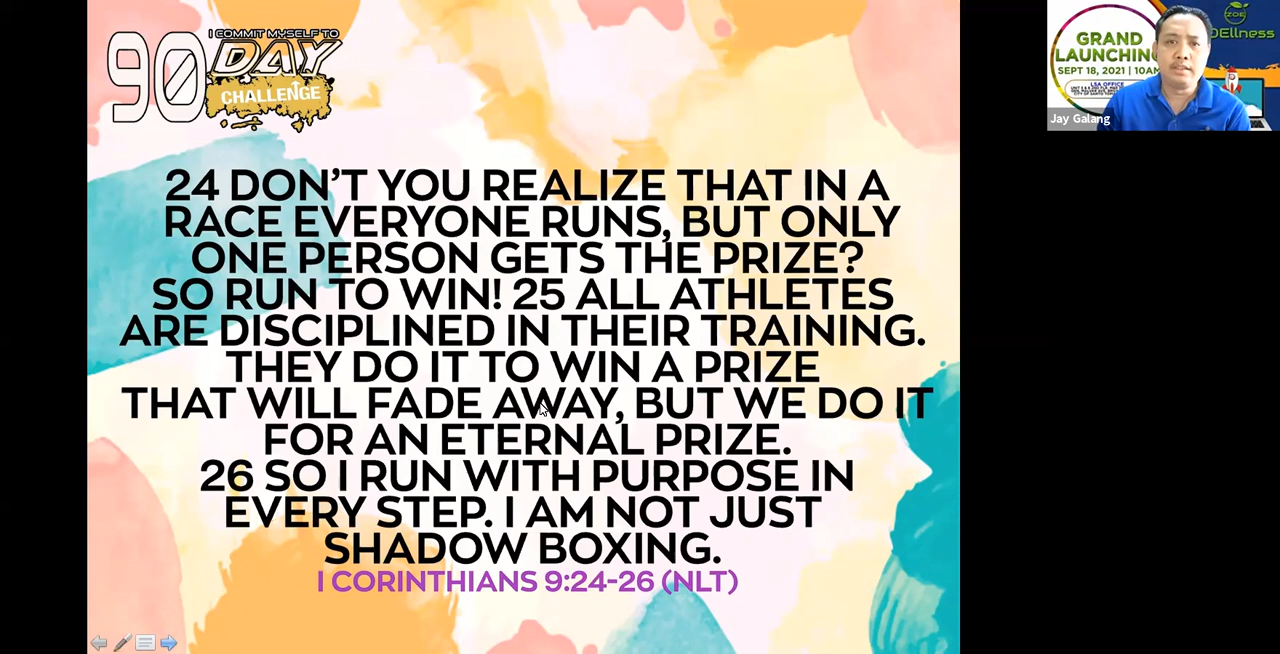 I COMMIT MYSELF TO
90 DAY
CHALLENGE
24 DON'T YOU REALIZE THAT IN A
RACE EVERYONE RUNS, BUT ONLY
ONE PERSON GETS THE PRIZE?
SO RUN TO WIN! 25 ALL ATHLETES
ARE DISCIPLINED IN THEIR TRAINING.
THEY DO IT TO WIN A PRIZE
THAT WILL FADE AWAY, BUT WE DO IT
FOR AN ETERNAL PRIZE.
26 SO I RUN WITH PURPOSE IN
EVERY STEP. I AM NOT JUST
SHADOW BOXING.
I CORINTHIANS 9:24-26 (NLT)
GRAND
LAUNCHING
SEPT 18, 2021 | 10AM
LSA OFFICE
ZOE
OEllness
Jay Galang